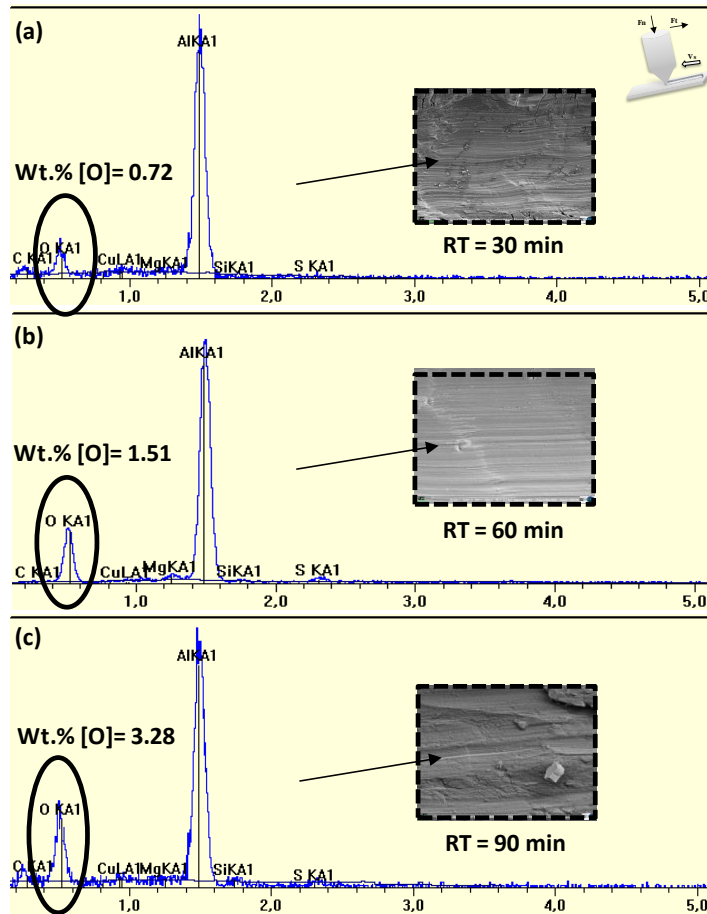 (a)
Fn
Ft
Vs
AlKA1
Wt.% [O]= 0.72
O KA1
C KA1
CuLA1
MgKA1
SiKA1
S KA1
RT = 30 min
1,0 2,0 3,0 4,0 5,0
(b)
AlKA1
Wt.% [O]= 1.51
O KA1
C KA1
CuLA1
MgKA1
SiKA1
S KA1
RT = 60 min
1,0 2,0 3,0 4,0 5,0
(c)
AlKA1
Wt.% [O]= 3.28
O KA1
C KA1
CuLA1
MgKA1
SiKA1
S KA1
RT = 90 min
1,0 2,0 3,0 4,0 5,0